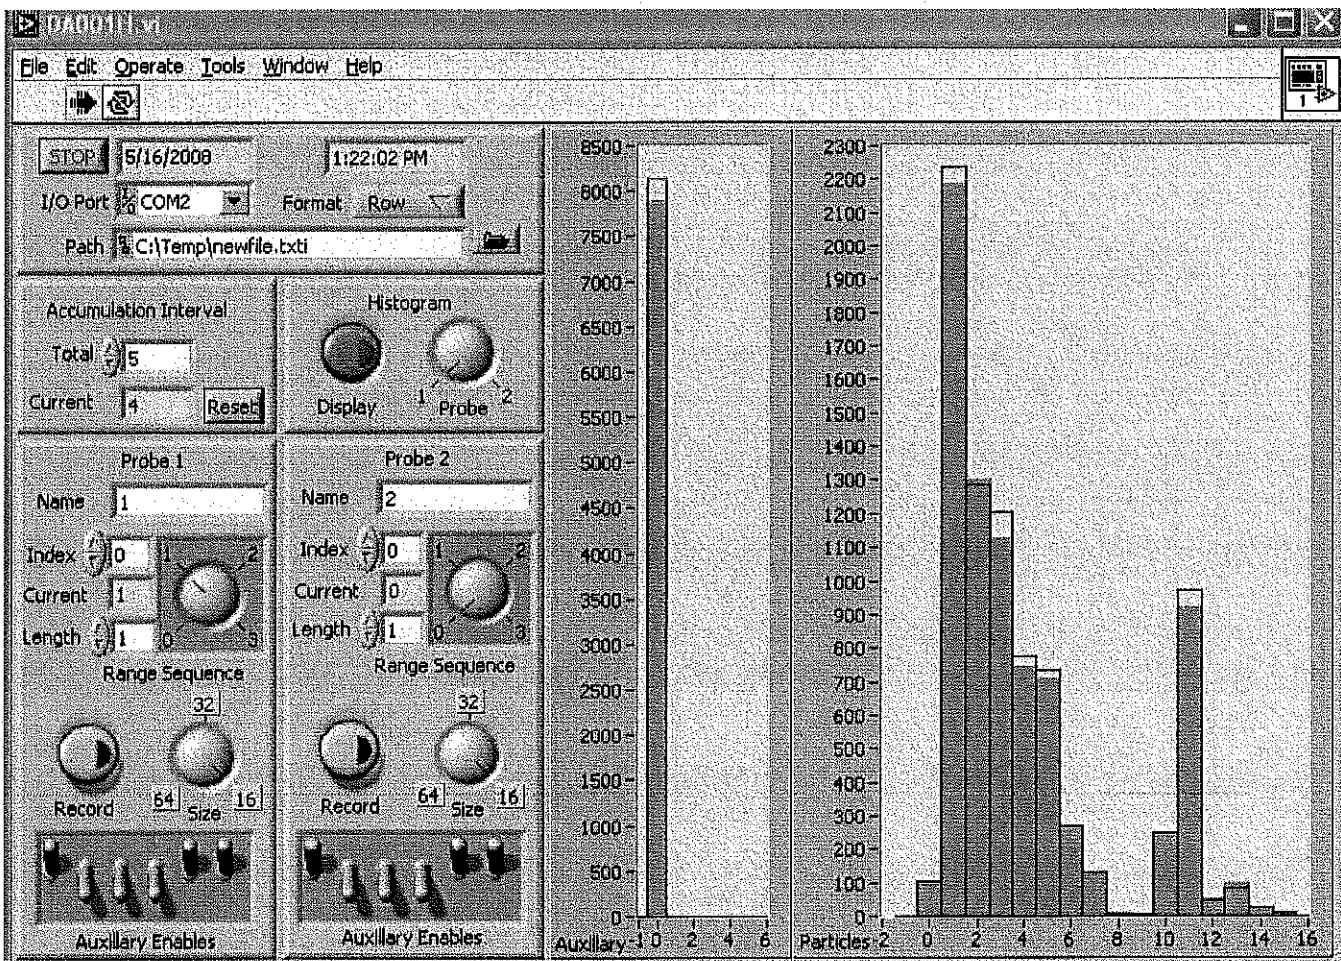 DA001H.vi
File Edit Operate Tools Window Help
1
STOP 5/16/2008 1:22:02 PM
I/O Port COM2 Format Row
Path C:\Temp\newfile.txti
Accumulation Interval
Total 5
Current 4 Reset
Histogram
Display 1 Probe 2
Probe 1
Name 1
Index 0 1 2
Current 1
Length 1 0 3
Range Sequence
32
Record 64 Size 16
Auxillary Enables
Probe 2
Name 2
Index 0 1 2
Current 0
Length 1 0 3
Range Sequence
32
Record 64 Size 16
Auxillary Enables
8500
8000
7500
7000
6500
6000
5500
5000
4500
4000
3500
3000
2500
2000
1500
1000
500
0
Auxillary -1 0 2 4 6
2300
2200
2100
2000
1900
1800
1700
1600
1500
1400
1300
1200
1100
1000
900
800
700
600
500
400
300
200
100
0
Particles -2 0 2 4 6 8 10 12 14 16